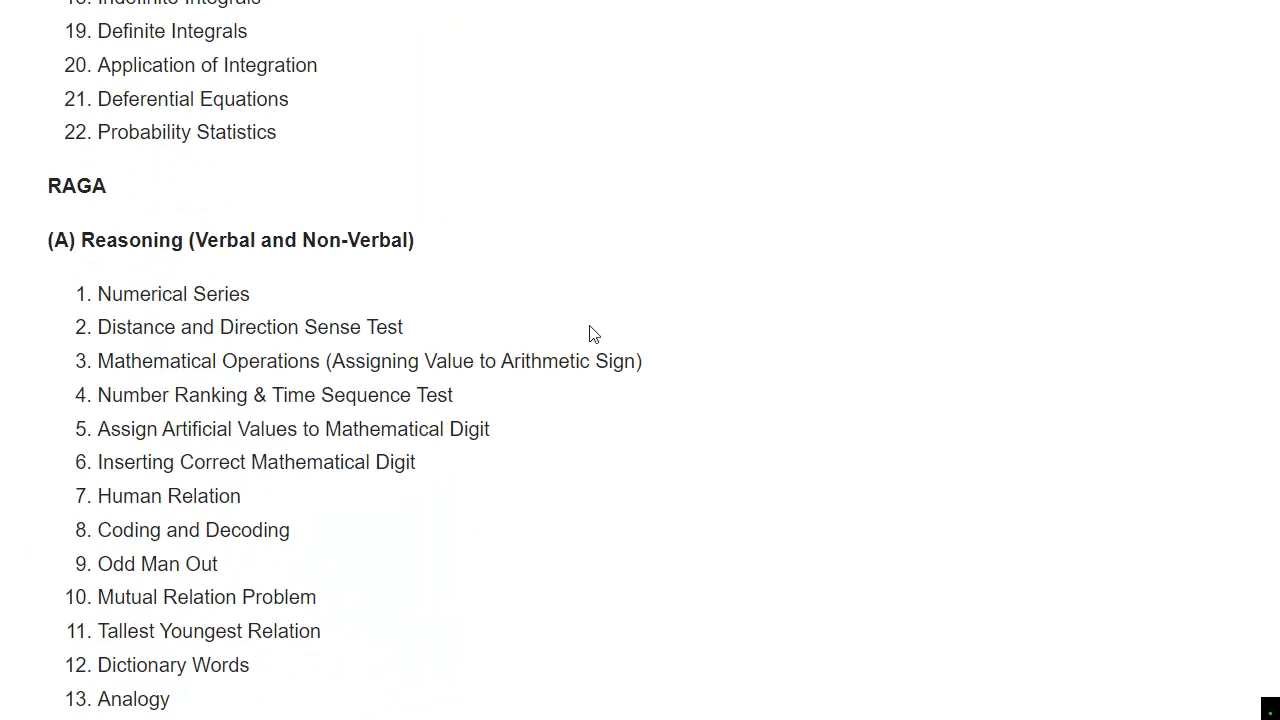 18. Indefinite Integrals
19. Definite Integrals
20. Application of Integration
21. Deferential Equations
22. Probability Statistics
RAGA
(A) Reasoning (Verbal and Non-Verbal)
1. Numerical Series
2. Distance and Direction Sense Test
3. Mathematical Operations (Assigning Value to Arithmetic Sign)
4. Number Ranking & Time Sequence Test
5. Assign Artificial Values to Mathematical Digit
6. Inserting Correct Mathematical Digit
7. Human Relation
8. Coding and Decoding
9. Odd Man Out
10. Mutual Relation Problem
11. Tallest Youngest Relation
12. Dictionary Words
13. Analogy